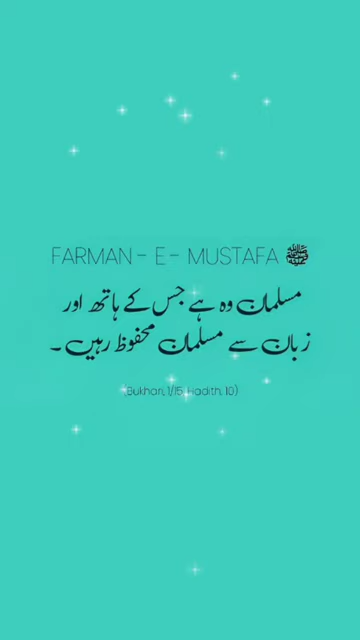 FARMAN - E - MUSTAFA ﷺ
مسلمان وہ ہے جس کے ہاتھ اور
زبان سے مسلمان محفوظ رہیں ۔
(Bukhari, 1/15, Hadith: 10)